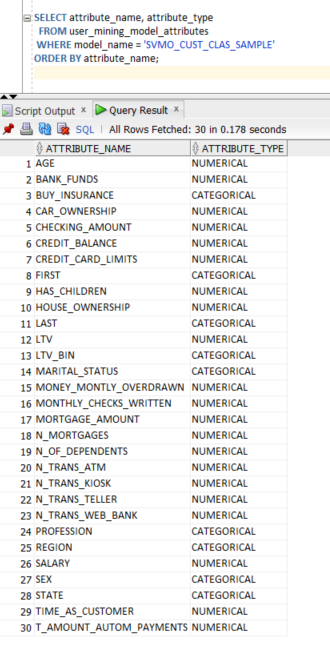 SELECT attribute_name, attribute_type
FROM user_mining_model_attributes
WHERE model_name = 'SVMO_CUST_CLAS_SAMPLE'
ORDER BY attribute_name;
Script Output x Query Result x
SQL | All Rows Fetched: 30 in 0.178 seconds
ATTRIBUTE_NAME ATTRIBUTE_TYPE
1 AGE NUMERICAL
2 BANK_FUNDS NUMERICAL
3 BUY_INSURANCE CATEGORICAL
4 CAR_OWNERSHIP NUMERICAL
5 CHECKING_AMOUNT NUMERICAL
6 CREDIT_BALANCE NUMERICAL
7 CREDIT_CARD_LIMITS NUMERICAL
8 FIRST CATEGORICAL
9 HAS_CHILDREN NUMERICAL
10 HOUSE_OWNERSHIP NUMERICAL
11 LAST CATEGORICAL
12 LTV NUMERICAL
13 LTV_BIN CATEGORICAL
14 MARITAL_STATUS CATEGORICAL
15 MONEY_MONTLY_OVERDRAWN NUMERICAL
16 MONTHLY_CHECKS_WRITTEN NUMERICAL
17 MORTGAGE_AMOUNT NUMERICAL
18 N_MORTGAGES NUMERICAL
19 N_OF_DEPENDENTS NUMERICAL
20 N_TRANS_ATM NUMERICAL
21 N_TRANS_KIOSK NUMERICAL
22 N_TRANS_TELLER NUMERICAL
23 N_TRANS_WEB_BANK NUMERICAL
24 PROFESSION CATEGORICAL
25 REGION CATEGORICAL
26 SALARY NUMERICAL
27 SEX CATEGORICAL
28 STATE CATEGORICAL
29 TIME_AS_CUSTOMER NUMERICAL
30 T_AMOUNT_AUTOM_PAYMENTS NUMERICAL